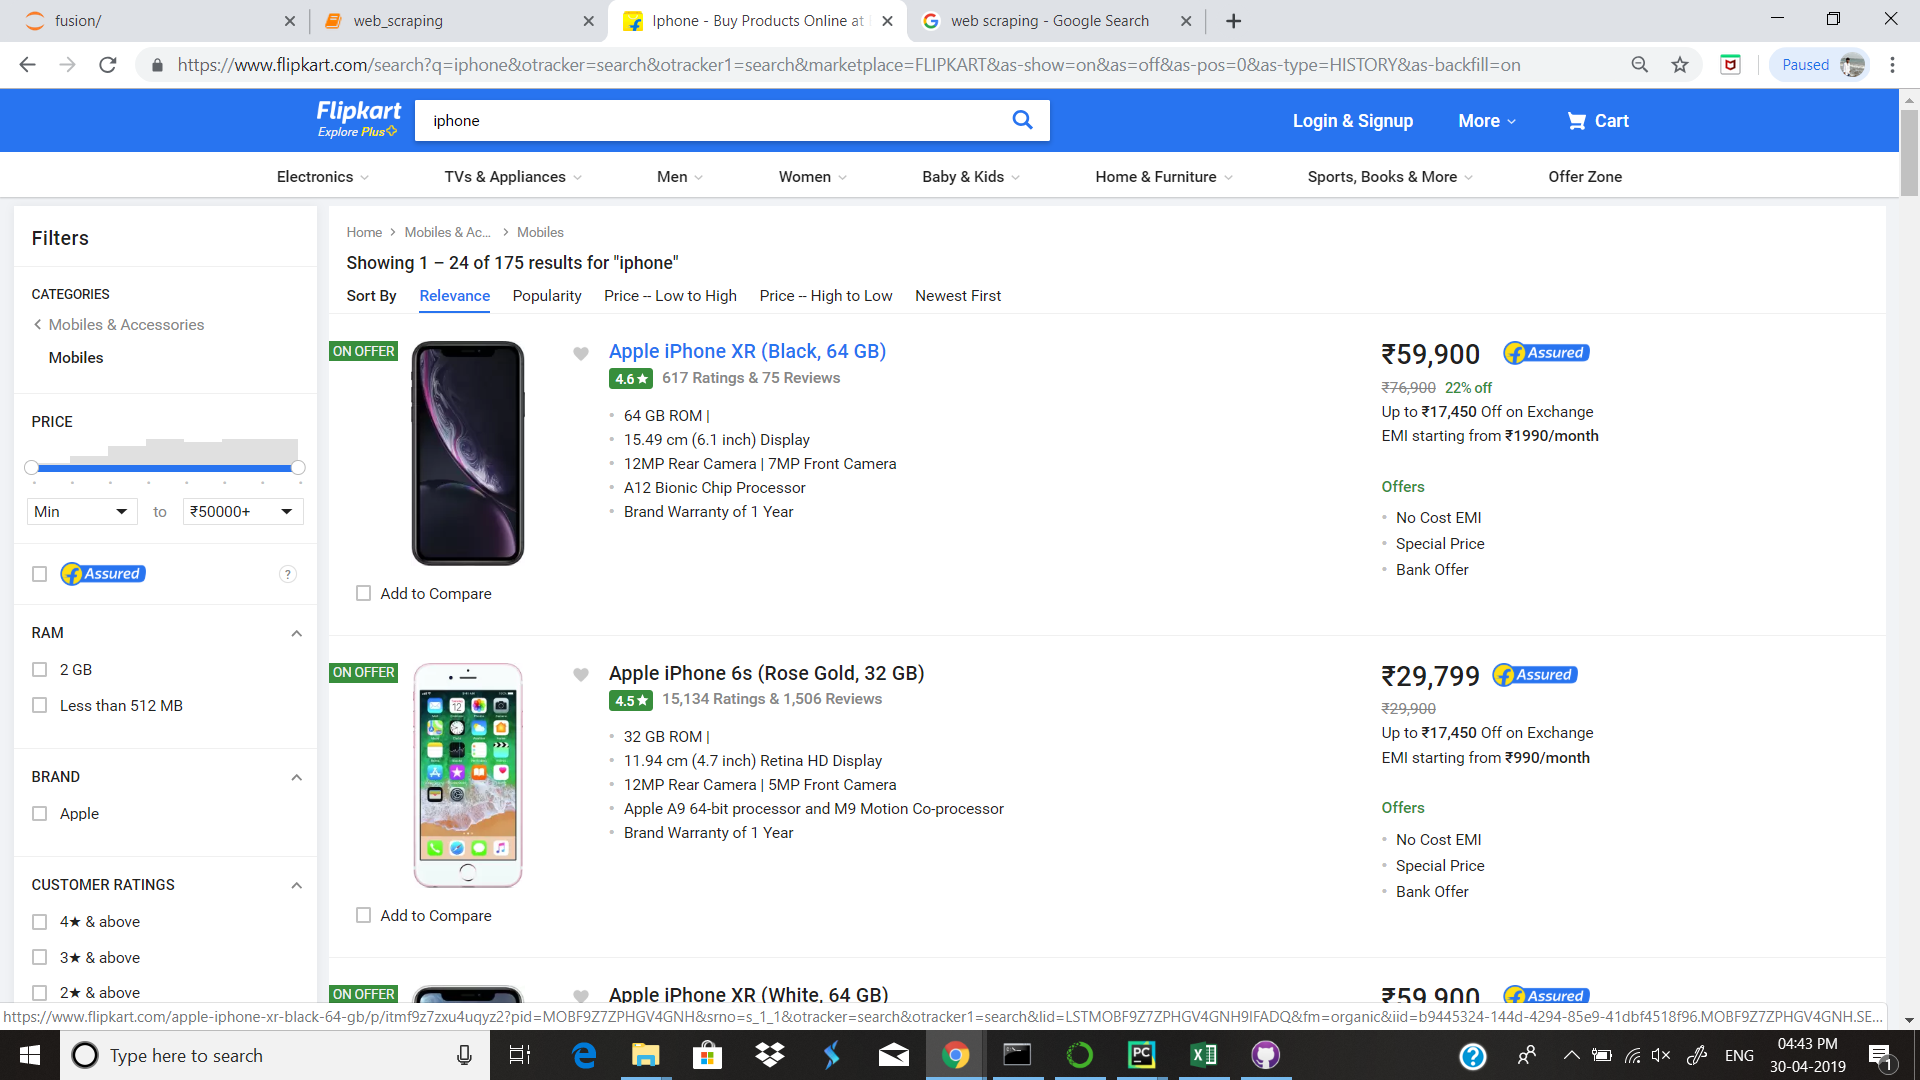 fusion/
web_scraping
Iphone - Buy Products Online at
web scraping - Google Search
https://www.flipkart.com/search?q=iphone&otracker=search&otracker1=search&marketplace=FLIPKART&as-show=on&as=off&as-pos=0&as-type=HISTORY&as-backfill=on
Paused
Flipkart
Explore Plus
iphone
Login & Signup
More
Cart
Electronics
TVs & Appliances
Men
Women
Baby & Kids
Home & Furniture
Sports, Books & More
Offer Zone
Filters
CATEGORIES
Mobiles & Accessories
Mobiles
PRICE
Min
to
₹50000+
Assured
?
RAM
2 GB
Less than 512 MB
BRAND
Apple
CUSTOMER RATINGS
4★ & above
3★ & above
2★ & above
Home > Mobiles & Ac... > Mobiles
Showing 1 – 24 of 175 results for "iphone"
Sort By Relevance Popularity Price -- Low to High Price -- High to Low Newest First
ON OFFER
Apple iPhone XR (Black, 64 GB)
4.6★ 617 Ratings & 75 Reviews
64 GB ROM |
15.49 cm (6.1 inch) Display
12MP Rear Camera | 7MP Front Camera
A12 Bionic Chip Processor
Brand Warranty of 1 Year
Add to Compare
₹59,900
Assured
₹76,900 22% off
Up to ₹17,450 Off on Exchange
EMI starting from ₹1990/month
Offers
No Cost EMI
Special Price
Bank Offer
ON OFFER
Apple iPhone 6s (Rose Gold, 32 GB)
4.5★ 15,134 Ratings & 1,506 Reviews
32 GB ROM |
11.94 cm (4.7 inch) Retina HD Display
12MP Rear Camera | 5MP Front Camera
Apple A9 64-bit processor and M9 Motion Co-processor
Brand Warranty of 1 Year
Add to Compare
₹29,799
Assured
₹29,900
Up to ₹17,450 Off on Exchange
EMI starting from ₹990/month
Offers
No Cost EMI
Special Price
Bank Offer
ON OFFER
Apple iPhone XR (White, 64 GB)
₹59,900
Assured
https://www.flipkart.com/apple-iphone-xr-black-64-gb/p/itmf9z7zxu4uqyz2?pid=MOBF9Z7ZPHGV4GNH&srno=s_1_1&otracker=search&otracker1=search&lid=LSTMOBF9Z7ZPHGV4GNH9IFADQ&fm=organic&iid=b9445324-144d-4294-85e9-41dbf4518f96.MOBF9Z7ZPHGV4GNH.SE...
Type here to search
ENG
04:43 PM
30-04-2019
1